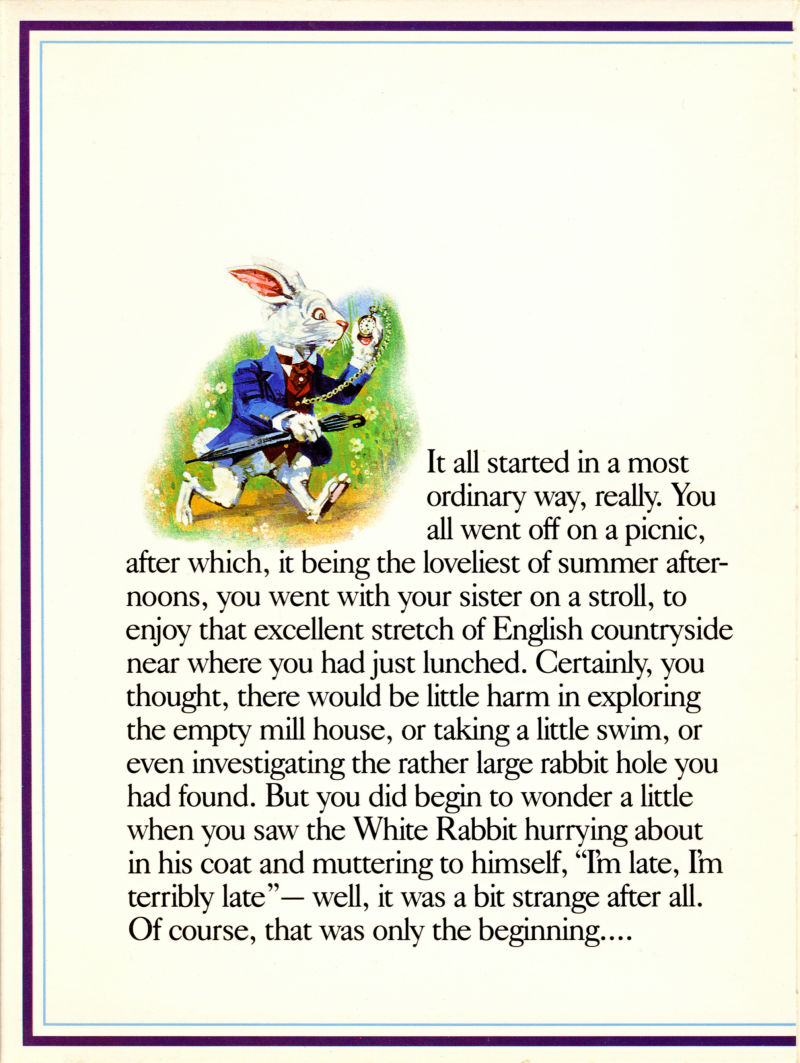 It all started in a most
ordinary way, really. You
all went off on a picnic,
after which, it being the loveliest of summer after-
noons, you went with your sister on a stroll, to
enjoy that excellent stretch of English countryside
near where you had just lunched. Certainly, you
thought, there would be little harm in exploring
the empty mill house, or taking a little swim, or
even investigating the rather large rabbit hole you
had found. But you did begin to wonder a little
when you saw the White Rabbit hurrying about
in his coat and muttering to himself, “I’m late, I’m
terribly late”— well, it was a bit strange after all.
Of course, that was only the beginning....